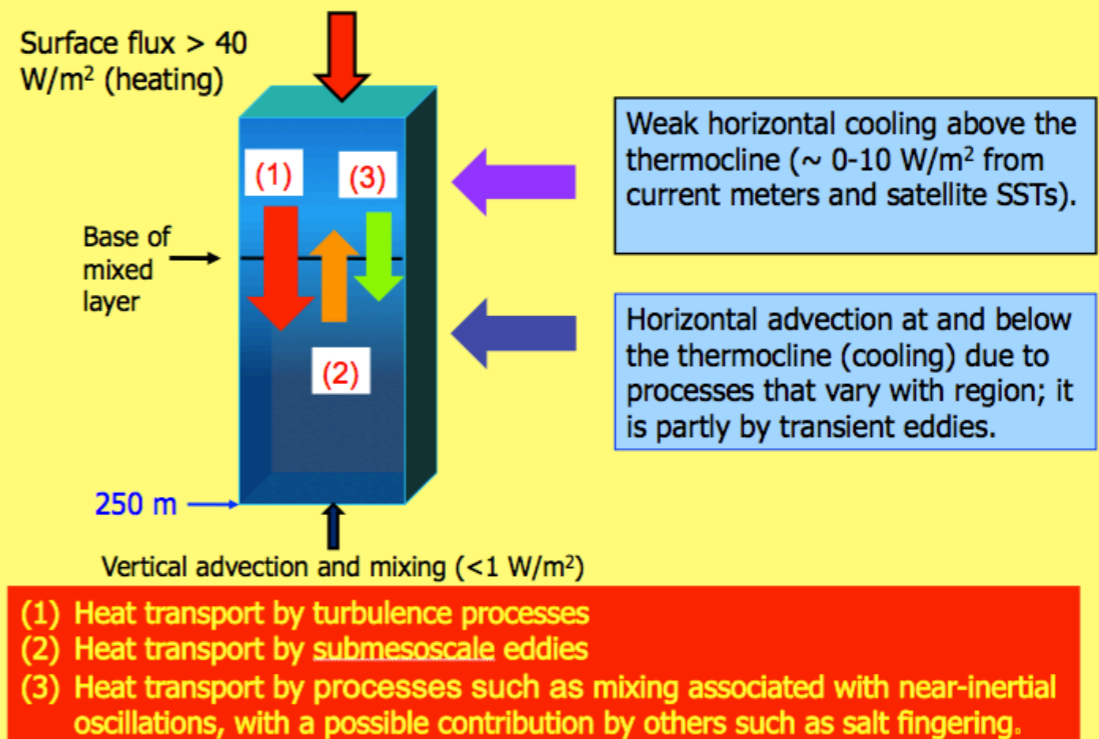 Surface flux > 40
W/m² (heating)
(1)
(3)
Weak horizontal cooling above the
thermocline (~ 0-10 W/m² from
current meters and satellite SSTs).
Base of
mixed
layer
Horizontal advection at and below
the thermocline (cooling) due to
processes that vary with region; it
is partly by transient eddies.
(2)
250 m
Vertical advection and mixing (<1 W/m²)
(1) Heat transport by turbulence processes
(2) Heat transport by submesoscale eddies
(3) Heat transport by processes such as mixing associated with near-inertial
oscillations, with a possible contribution by others such as salt fingering.